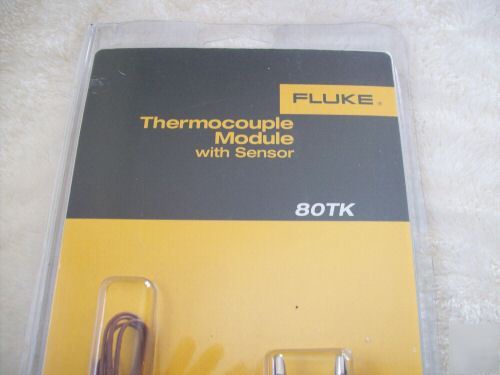 FLUKE®
Thermocouple
Module
with Sensor
80TK